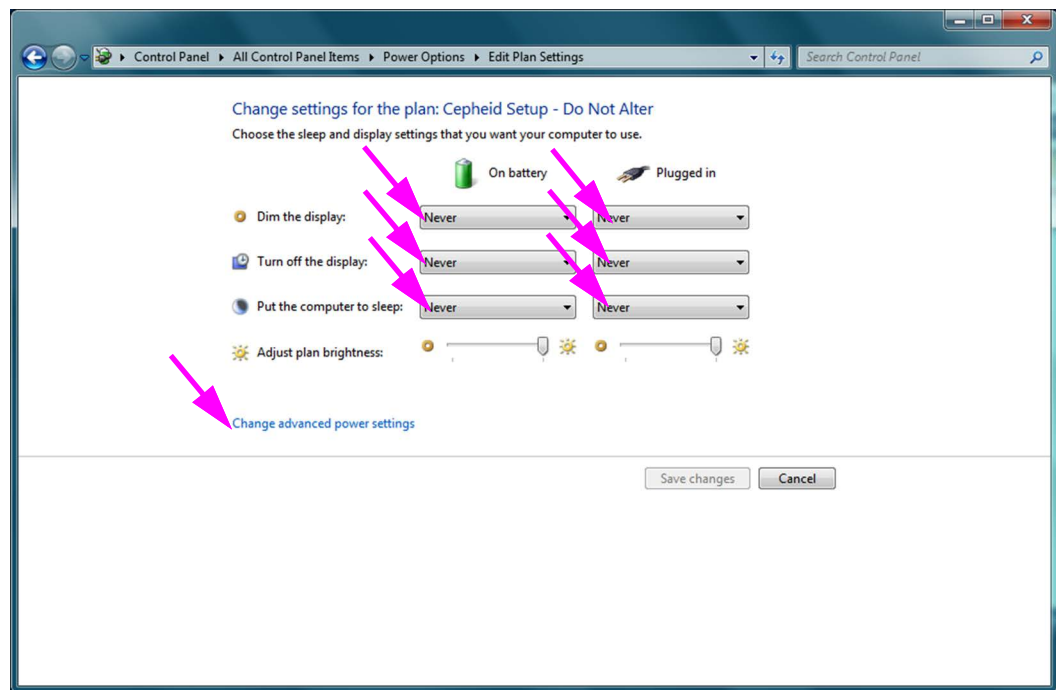 Control Panel ▸ All Control Panel Items ▸ Power Options ▸ Edit Plan Settings
Search Control Panel
Change settings for the plan: Cepheid Setup - Do Not Alter
Choose the sleep and display settings that you want your computer to use.
On battery Plugged in
Dim the display: Never Never
Turn off the display: Never Never
Put the computer to sleep: Never Never
Adjust plan brightness:
Change advanced power settings
Save changes Cancel